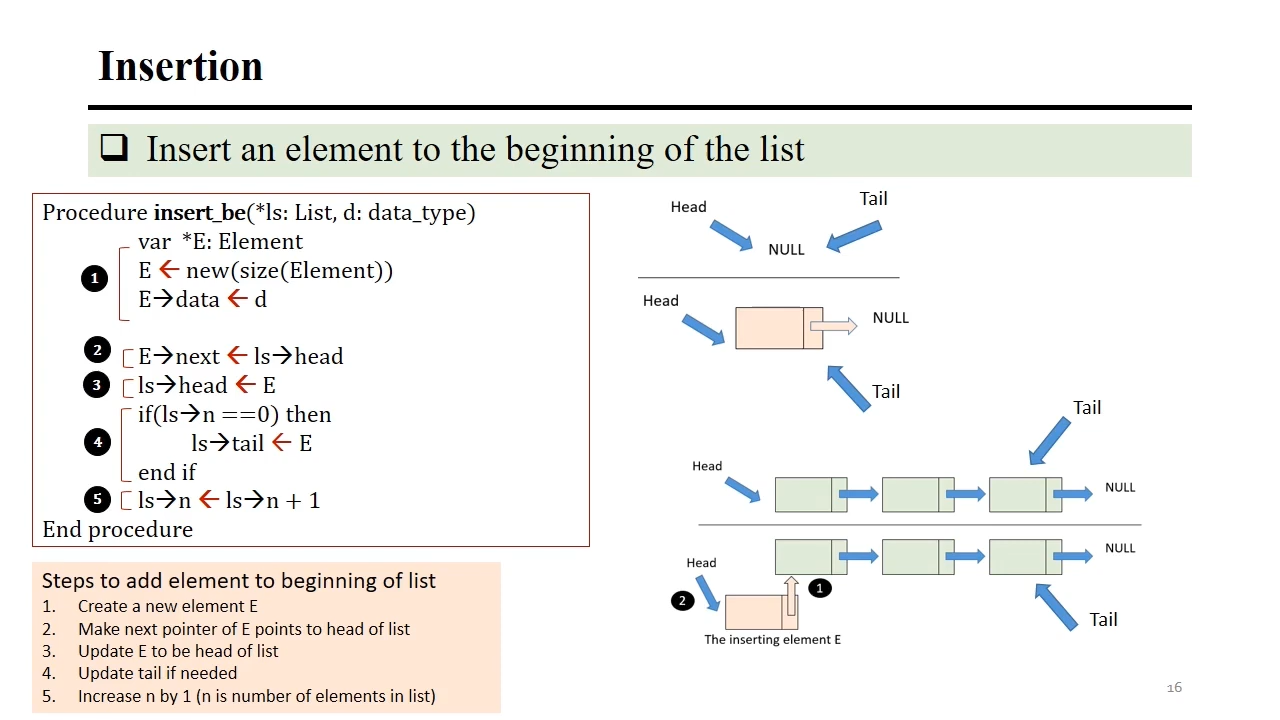 Insertion
❑ Insert an element to the beginning of the list
Procedure insert_be(*ls: List, d: data_type)
var *E: Element
1
E ← new(size(Element))
E→data ← d
2
E→next ← ls→head
3
ls→head ← E
if(ls→n ==0) then
4
ls→tail ← E
end if
5
ls→n ← ls→n + 1
End procedure
Steps to add element to beginning of list
1. Create a new element E
2. Make next pointer of E points to head of list
3. Update E to be head of list
4. Update tail if needed
5. Increase n by 1 (n is number of elements in list)
Head
Tail
NULL
Head
NULL
Tail
Tail
Head
NULL
NULL
Head
1
2
Tail
The inserting element E
16